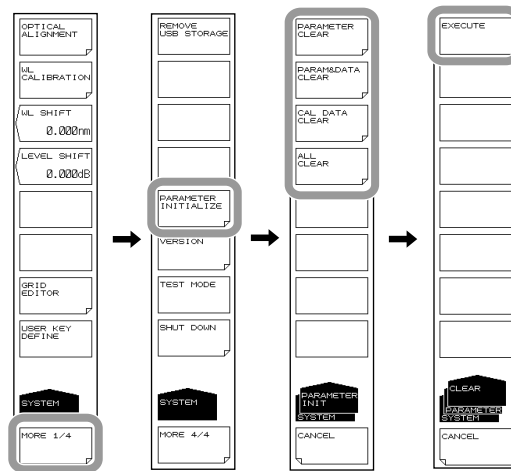 OPTICAL
ALIGNMENT
WL
CALIBRATION
WL SHIFT
0.000nm
LEVEL SHIFT
0.000dB
GRID
EDITOR
USER KEY
DEFINE
SYSTEM
MORE 1/4
REMOVE
USB STORAGE
PARAMETER
INITIALIZE
VERSION
TEST MODE
SHUT DOWN
SYSTEM
MORE 4/4
PARAMETER
CLEAR
PARAM&DATA
CLEAR
CAL DATA
CLEAR
ALL
CLEAR
PARAMETER
INIT
SYSTEM
CANCEL
EXECUTE
CLEAR
PARAMETER
SYSTEM
CANCEL